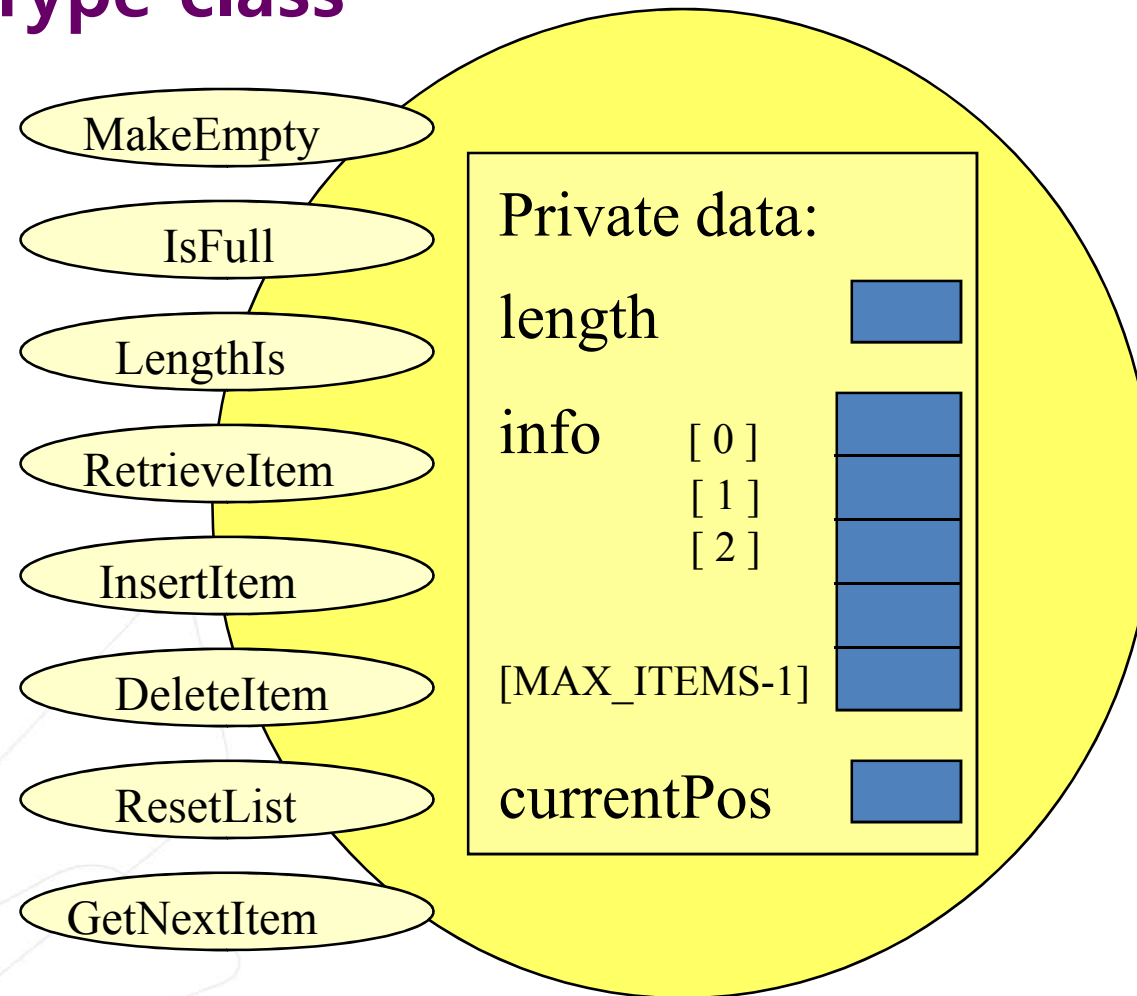 Type class
MakeEmpty
IsFull
LengthIs
RetrieveItem
InsertItem
DeleteItem
ResetList
GetNextItem
Private data:
length
info [ 0 ]
[ 1 ]
[ 2 ]
[MAX_ITEMS-1]
currentPos